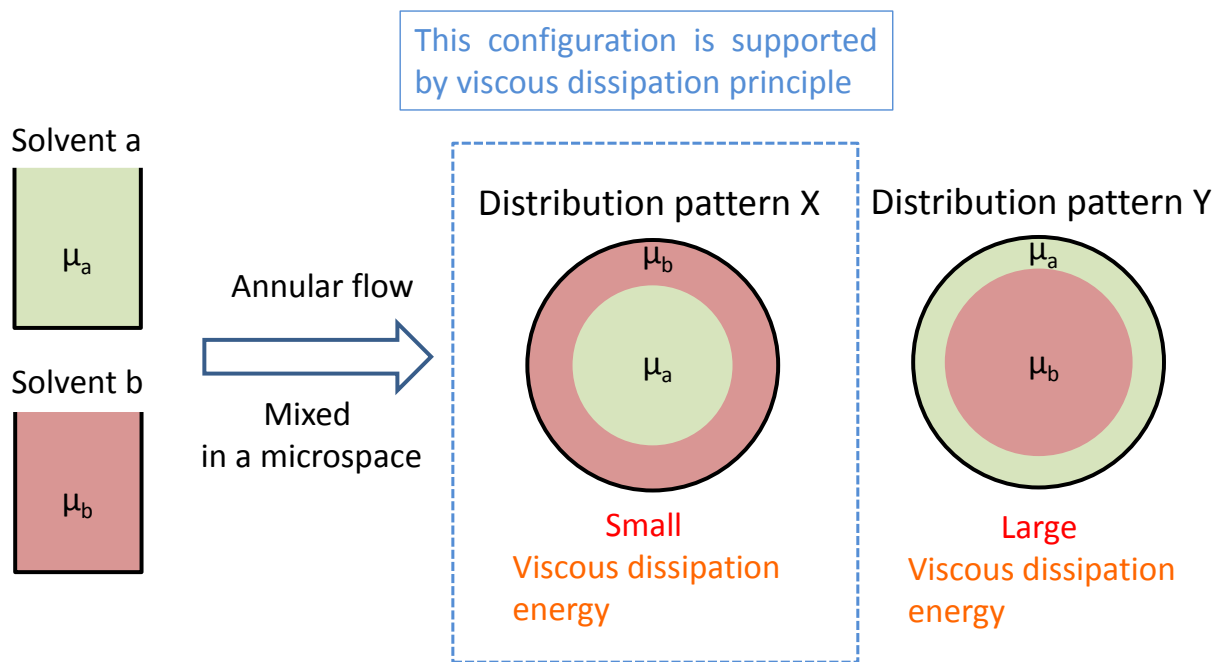 This configuration is supported
by viscous dissipation principle
Solvent a
μa
Solvent b
μb
Annular flow
Mixed
in a microspace
Distribution pattern X
μb
μa
Small
Viscous dissipation
energy
Distribution pattern Y
μa
μb
Large
Viscous dissipation
energy